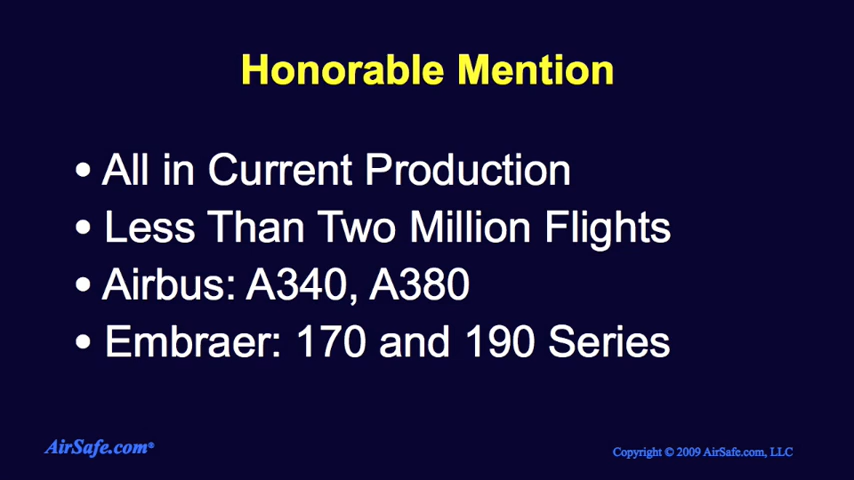 Honorable Mention
• All in Current Production
• Less Than Two Million Flights
• Airbus: A340, A380
• Embraer: 170 and 190 Series
AirSafe.com®
Copyright © 2009 AirSafe.com, LLC